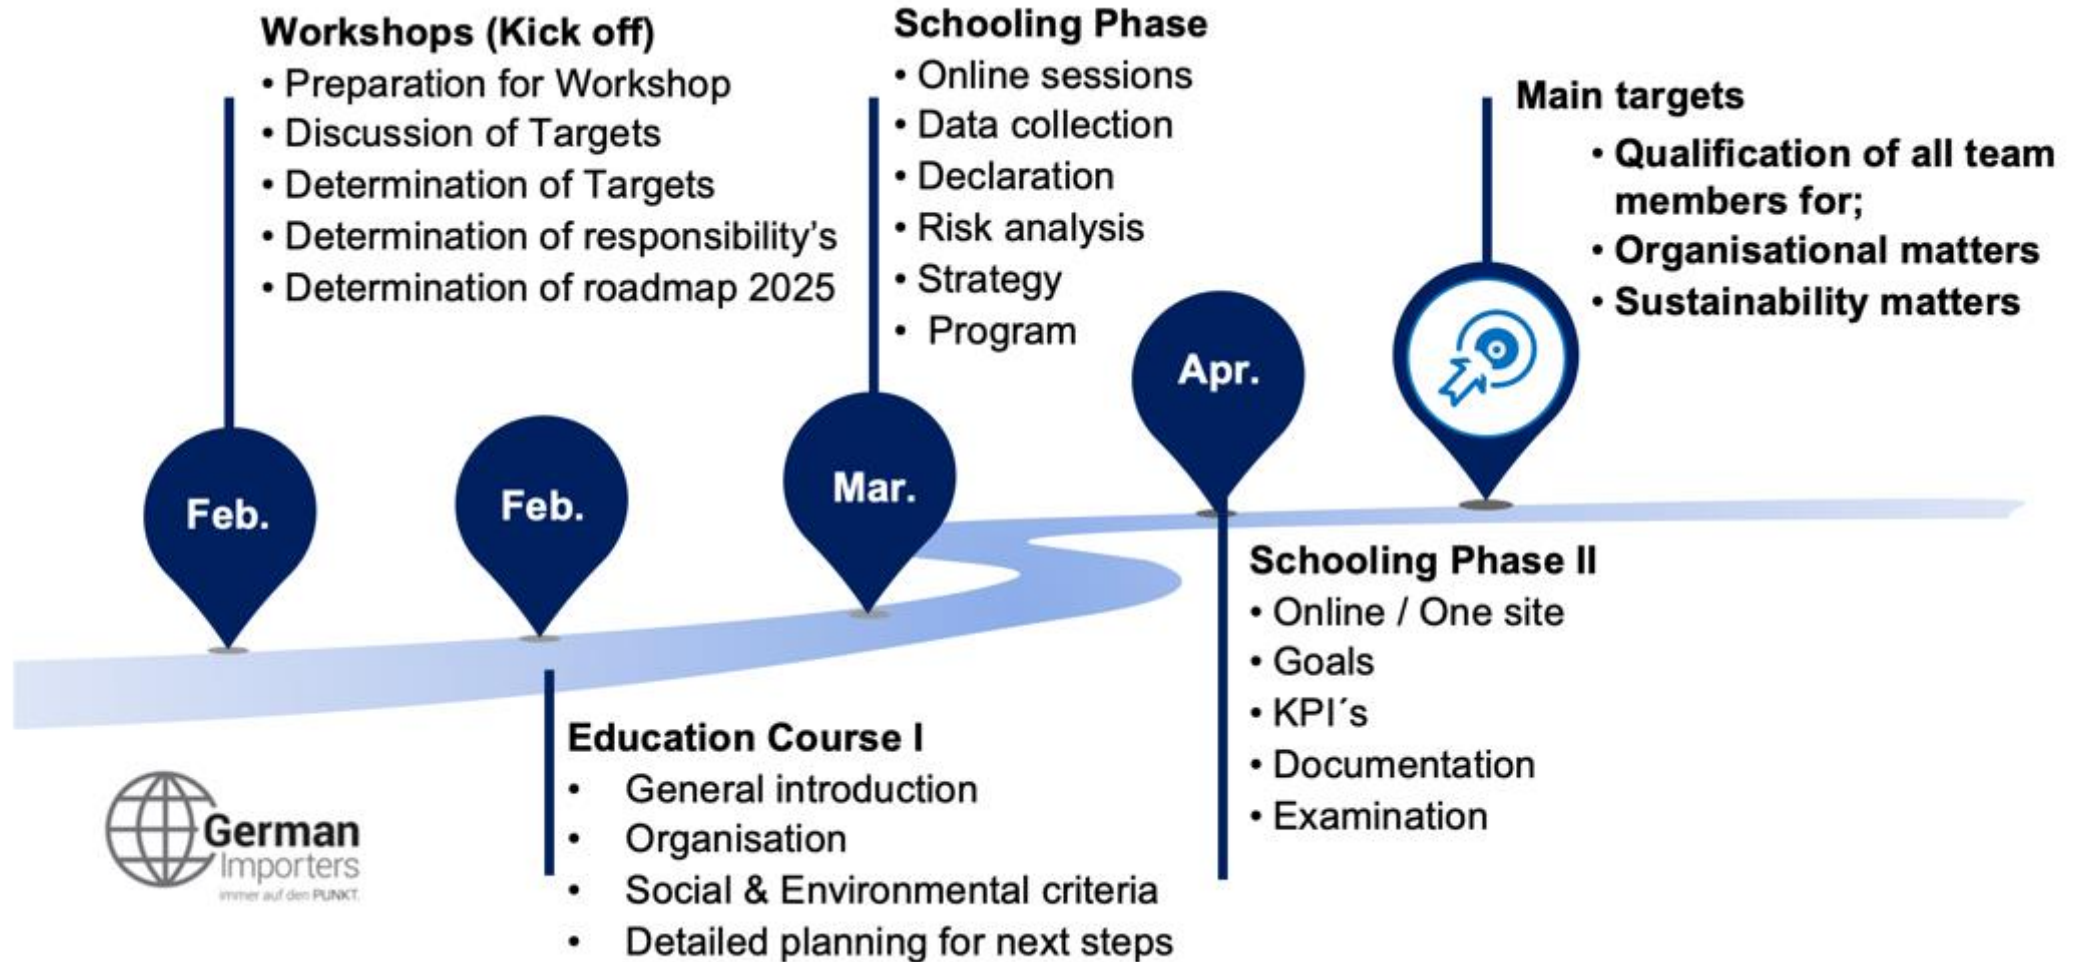 Workshops (Kick off)
• Preparation for Workshop
• Discussion of Targets
• Determination of Targets
• Determination of responsibility's
• Determination of roadmap 2025
Schooling Phase
• Online sessions
• Data collection
• Declaration
• Risk analysis
• Strategy
• Program
Main targets
• Qualification of all team
members for;
• Organisational matters
• Sustainability matters
Feb.
Feb.
Mar.
Apr.
Education Course I
• General introduction
• Organisation
• Social & Environmental criteria
• Detailed planning for next steps
Schooling Phase II
• Online / One site
• Goals
• KPI´s
• Documentation
• Examination
German
Importers
immer auf den PUNKT.